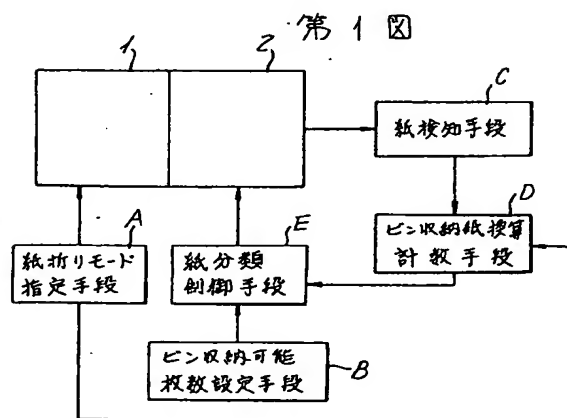 第1図
1
2
C
紙検知手段
A
紙折りモード
指定手段
E
紙分類
制御手段
D
ビン収納紙換算
計数手段
ビン収納可能
枚数設定手段
B